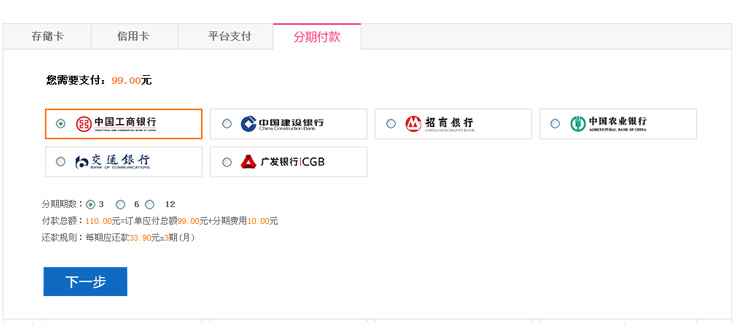 存储卡 信用卡 平台支付 分期付款
您需要支付：99.00元
中国工商银行 中国建设银行 招商银行 中国农业银行
INDUSTRIAL AND COMMERCIAL BANK OF CHINA China Construction Bank CHINA MERCHANTS BANK AGRICULTURAL BANK OF CHINA
交通银行 广发银行|CGB
BANK OF COMMUNICATIONS
分期期数： 3 6 12
付款总额：110.00元=订单应付总额99.00元+分期费用10.00元
还款规则：每期应还款33.90元x3期(月)
下一步